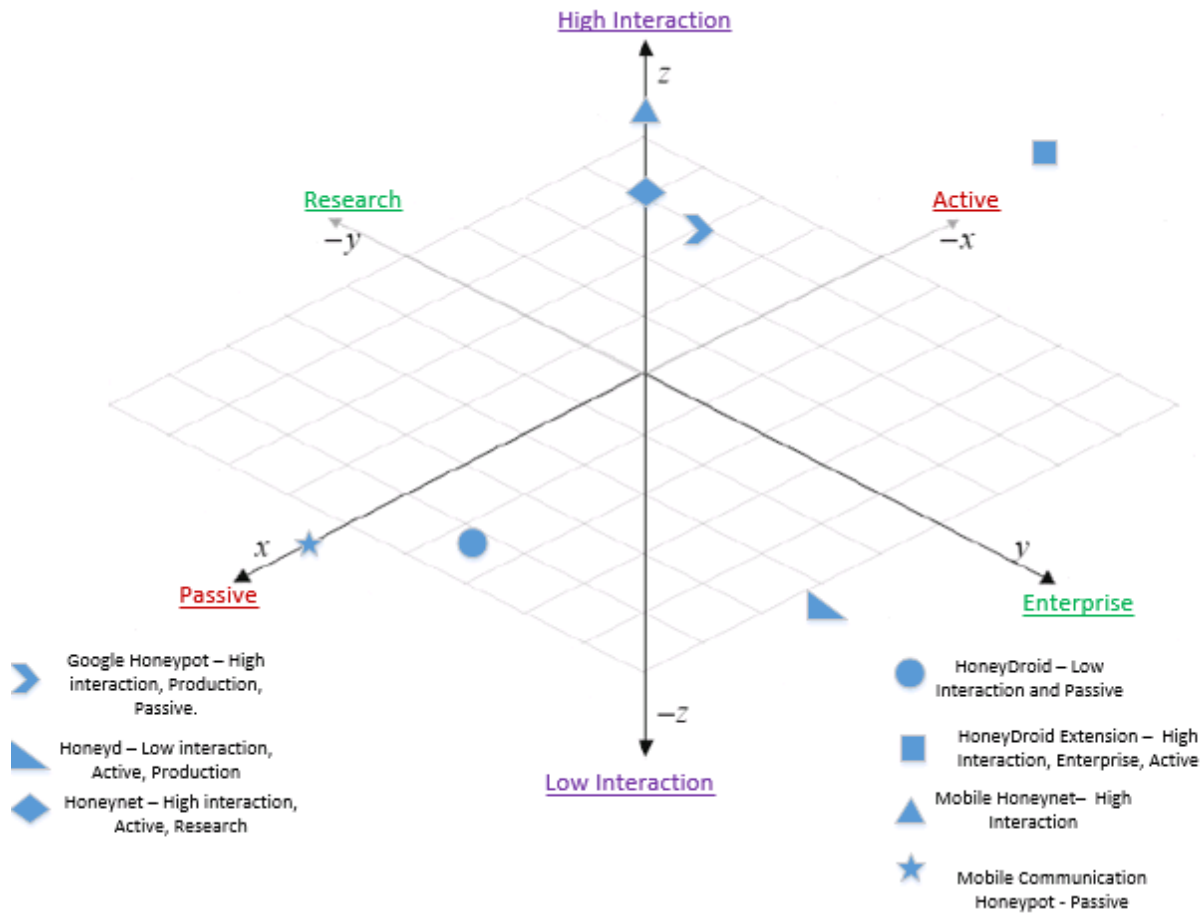 High Interaction
z
Research
Active
−y
−x
x
y
Passive
Enterprise
Google Honeypot – High
interaction, Production,
Passive.
HoneyDroid – Low
Interaction and Passive
−z
Honeyd – Low interaction,
Active, Production
HoneyDroid Extension – High
Interaction, Enterprise, Active
Low Interaction
Honeynet – High interaction,
Active, Research
Mobile Honeynet– High
Interaction
Mobile Communication
Honeypot - Passive